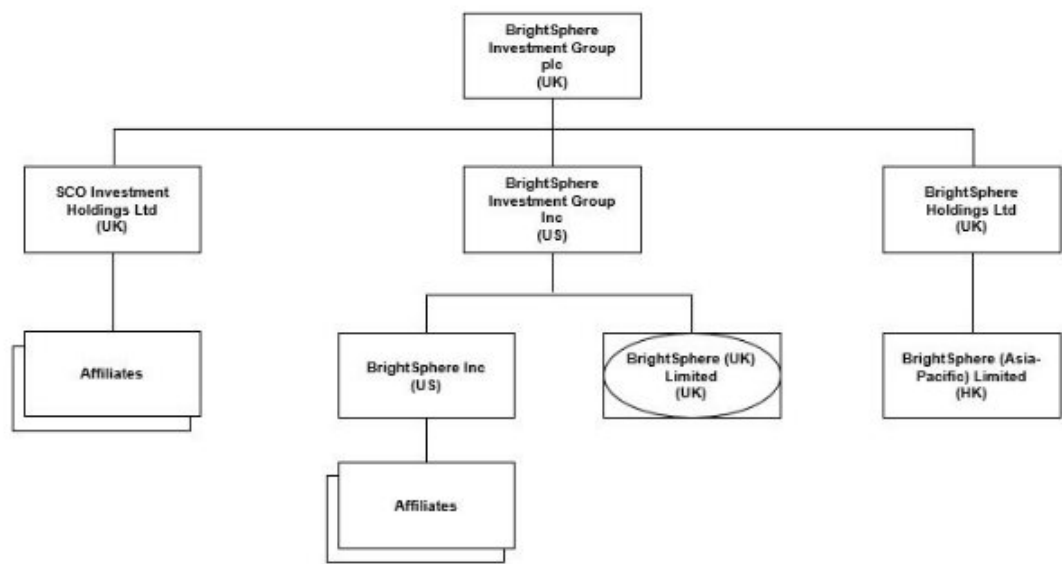 BrightSphere
Investment Group
plc
(UK)
SCO Investment
Holdings Ltd
(UK)
BrightSphere
Investment Group
Inc
(US)
BrightSphere
Holdings Ltd
(UK)
Affiliates
BrightSphere Inc
(US)
BrightSphere (UK)
Limited
(UK)
BrightSphere (Asia-
Pacific) Limited
(HK)
Affiliates